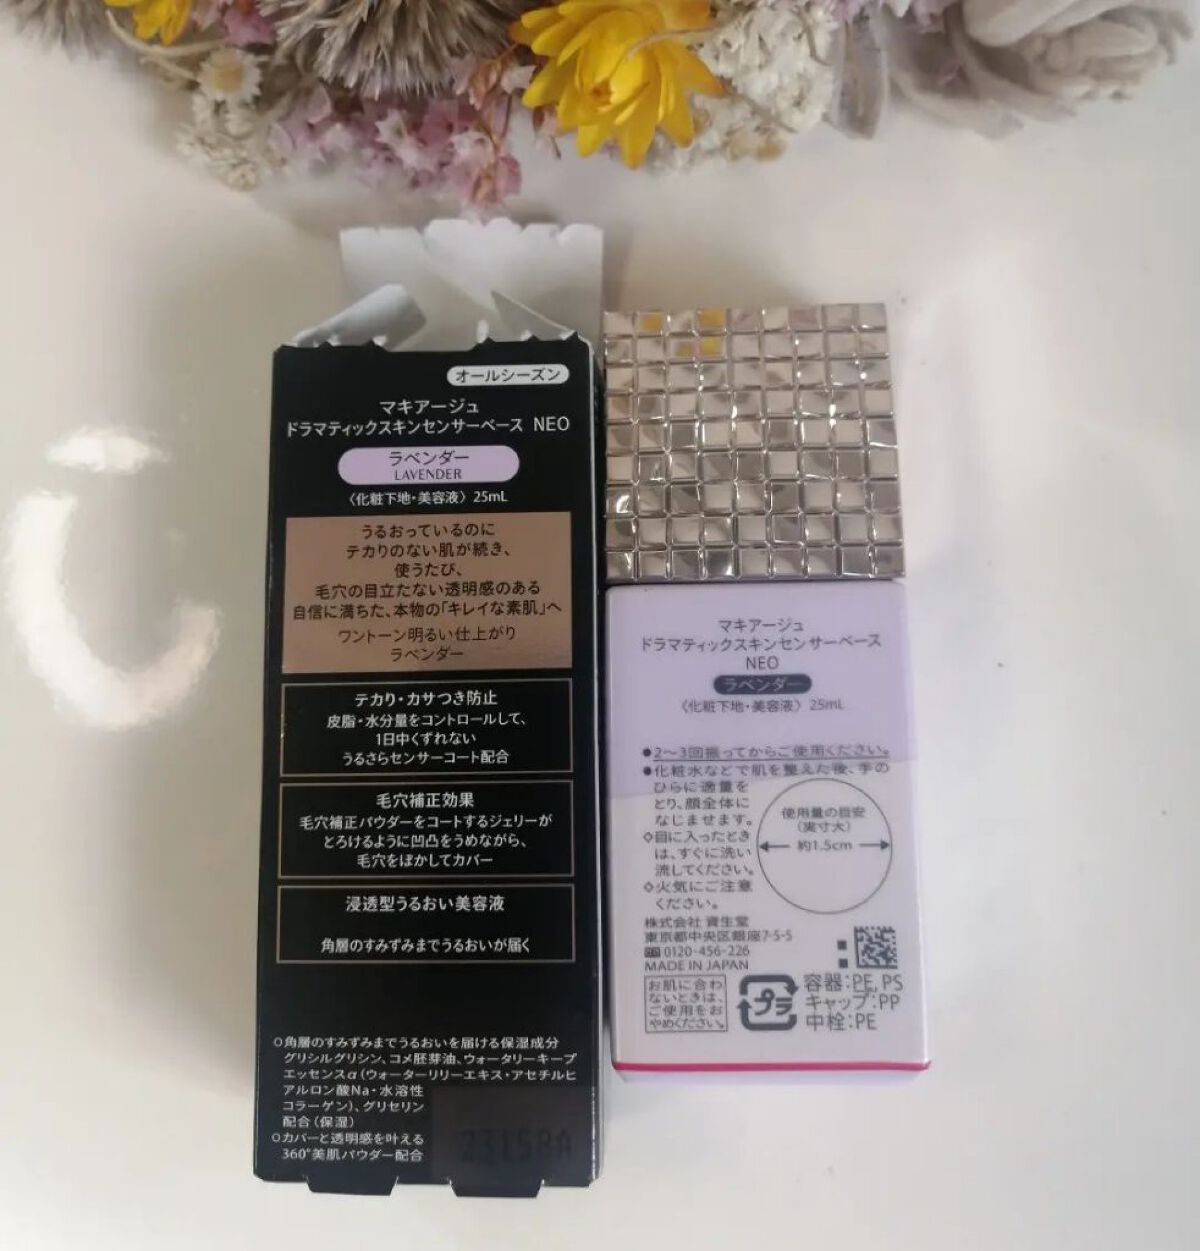 オールシーズン
マキアージュ
ドラマティックスキンセンサーベース NEO
ラベンダー
LAVENDER
〈化粧下地・美容液〉 25mL
うるおっているのに
テカりのない肌が続き、
使うたび、
毛穴の目立たない透明感のある
自信に満ちた、本物の「キレイな素肌」へ
ワントーン明るい仕上がり
ラベンダー
テカり・カサつき防止
皮脂・水分量をコントロールして、
1日中くずれない
うるさらセンサーコート配合
毛穴補正効果
毛穴補正パウダーをコートするジェリーが
とろけるように凹凸をうめながら、
毛穴をぼかしてカバー
浸透型うるおい美容液
角層のすみずみまでうるおいが届く
○角層のすみずみまでうるおいを届ける保湿成分
グリシルグリシン、コメ胚芽油、ウォータリーキープ
エッセンスα(ウォーターリリーエキス・アセチルヒ
アルロン酸Na・水溶性
コラーゲン)、グリセリン
配合(保湿)
○カバーと透明感を叶える
360°美肌パウダー配合
23158A
マキアージュ
ドラマティックスキンセンサーベース
NEO
ラベンダー
〈化粧下地・美容液〉 25mL
●2〜3回振ってからご使用ください。
●化粧水などで肌を整えた後、手の
ひらに適量を
とり、顔全体に
なじませます。
◇目に入ったとき
は、すぐに洗い
流してください。
◇火気にご注意
ください。
使用量の目安
(実寸大)
約1.5cm
株式会社 資生堂
東京都中央区銀座7-5-5
0120-456-226
MADE IN JAPAN
お肌に合わ
ないときは、
ご使用をお
やめください。
プラ
容器:PE, PS
キャップ:PP
中栓:PE